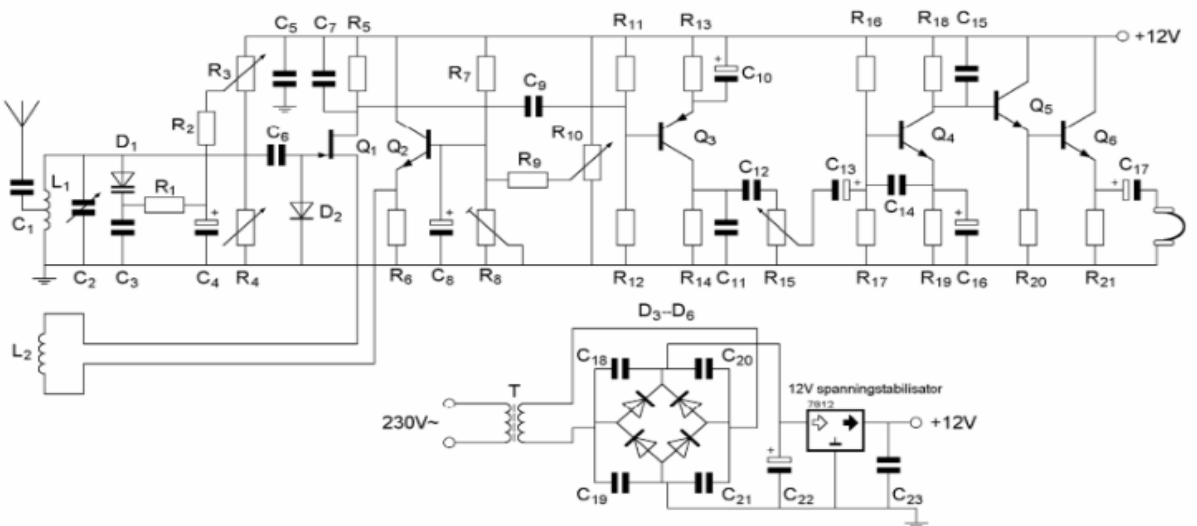 R11 R13 R16 R18 C15
C5 C7 R5
+12V
R3 R7 C9 C10
R2 R10 Q5
D1 C6 Q1 Q2 Q3 Q4 Q6
L1 R1 R9 C12 C13 C17
C1 D2 C14
C2 C3 C4 R4 R6 C8 R8 R12 R14 C11 R15 R17 R19 C16 R20 R21
D3--D6
L2
C18 C20
T 12V spanningstabilisator
7812
230V~ +12V
C19 C21 C22 C23